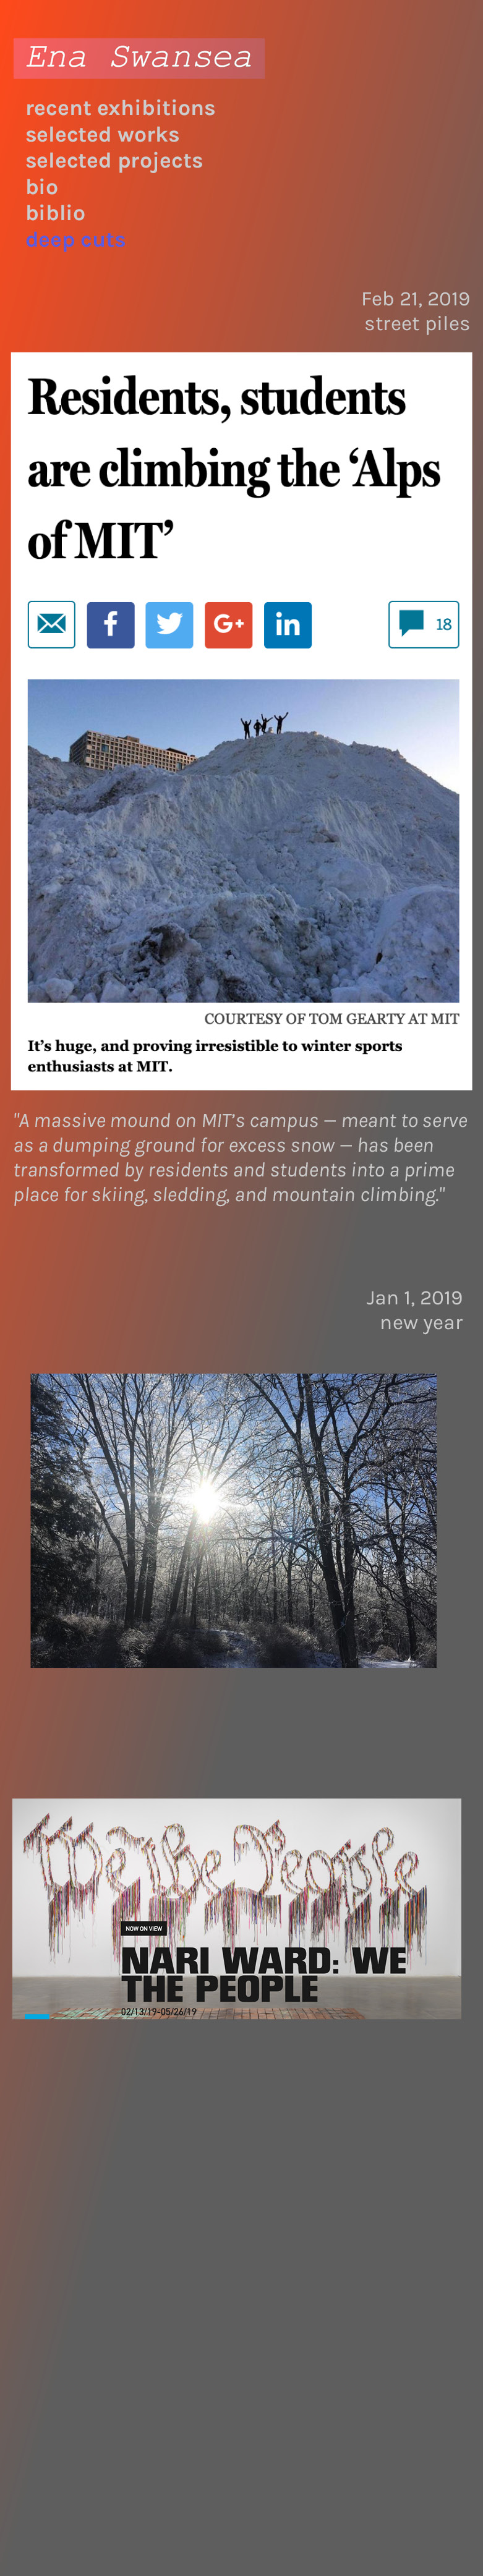 Ena Swansea
recent exhibitions
selected works
selected projects
bio
biblio
deep cuts
Feb 21, 2019
street piles
Residents, students
are climbing the ‘Alps
of MIT’
f G+ in 18
COURTESY OF TOM GEARTY AT MIT
It’s huge, and proving irresistible to winter sports
enthusiasts at MIT.
"A massive mound on MIT’s campus — meant to serve
as a dumping ground for excess snow — has been
transformed by residents and students into a prime
place for skiing, sledding, and mountain climbing."
Jan 1, 2019
new year
We the People
NOW ON VIEW
NARI WARD: WE
THE PEOPLE
02/13/19-05/26/19